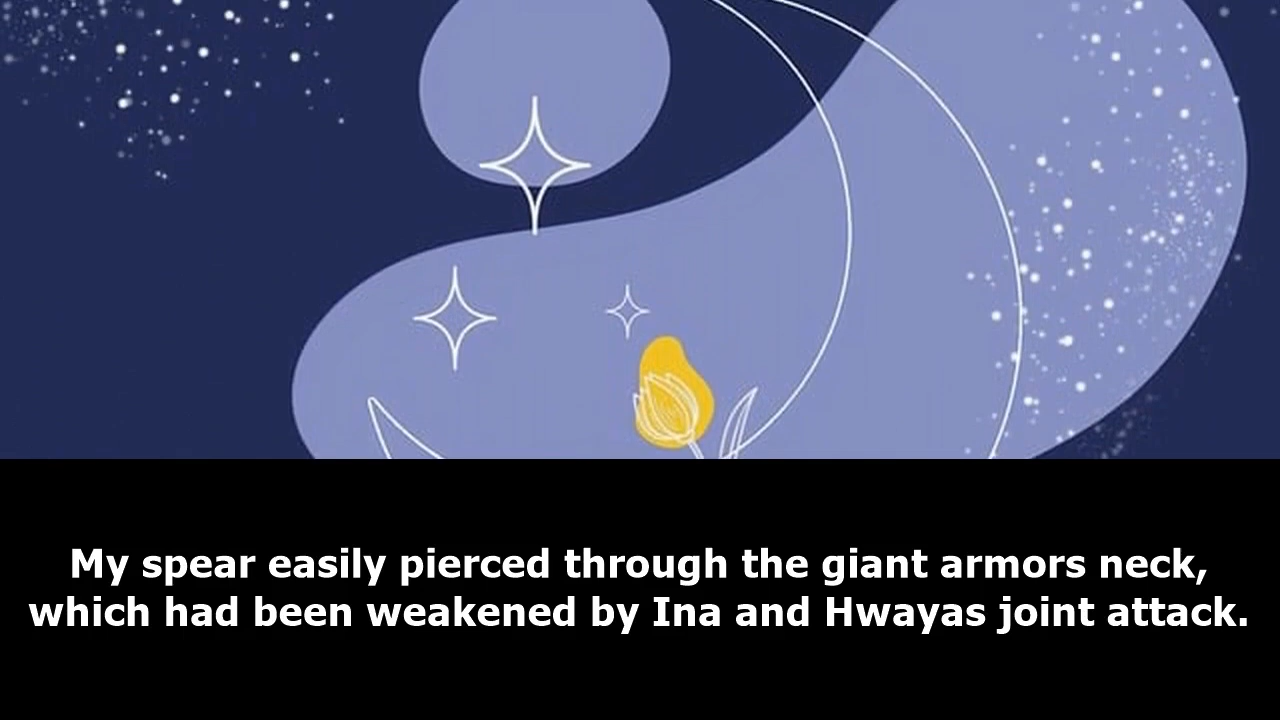 My spear easily pierced through the giant armors neck,
which had been weakened by Ina and Hwayas joint attack.